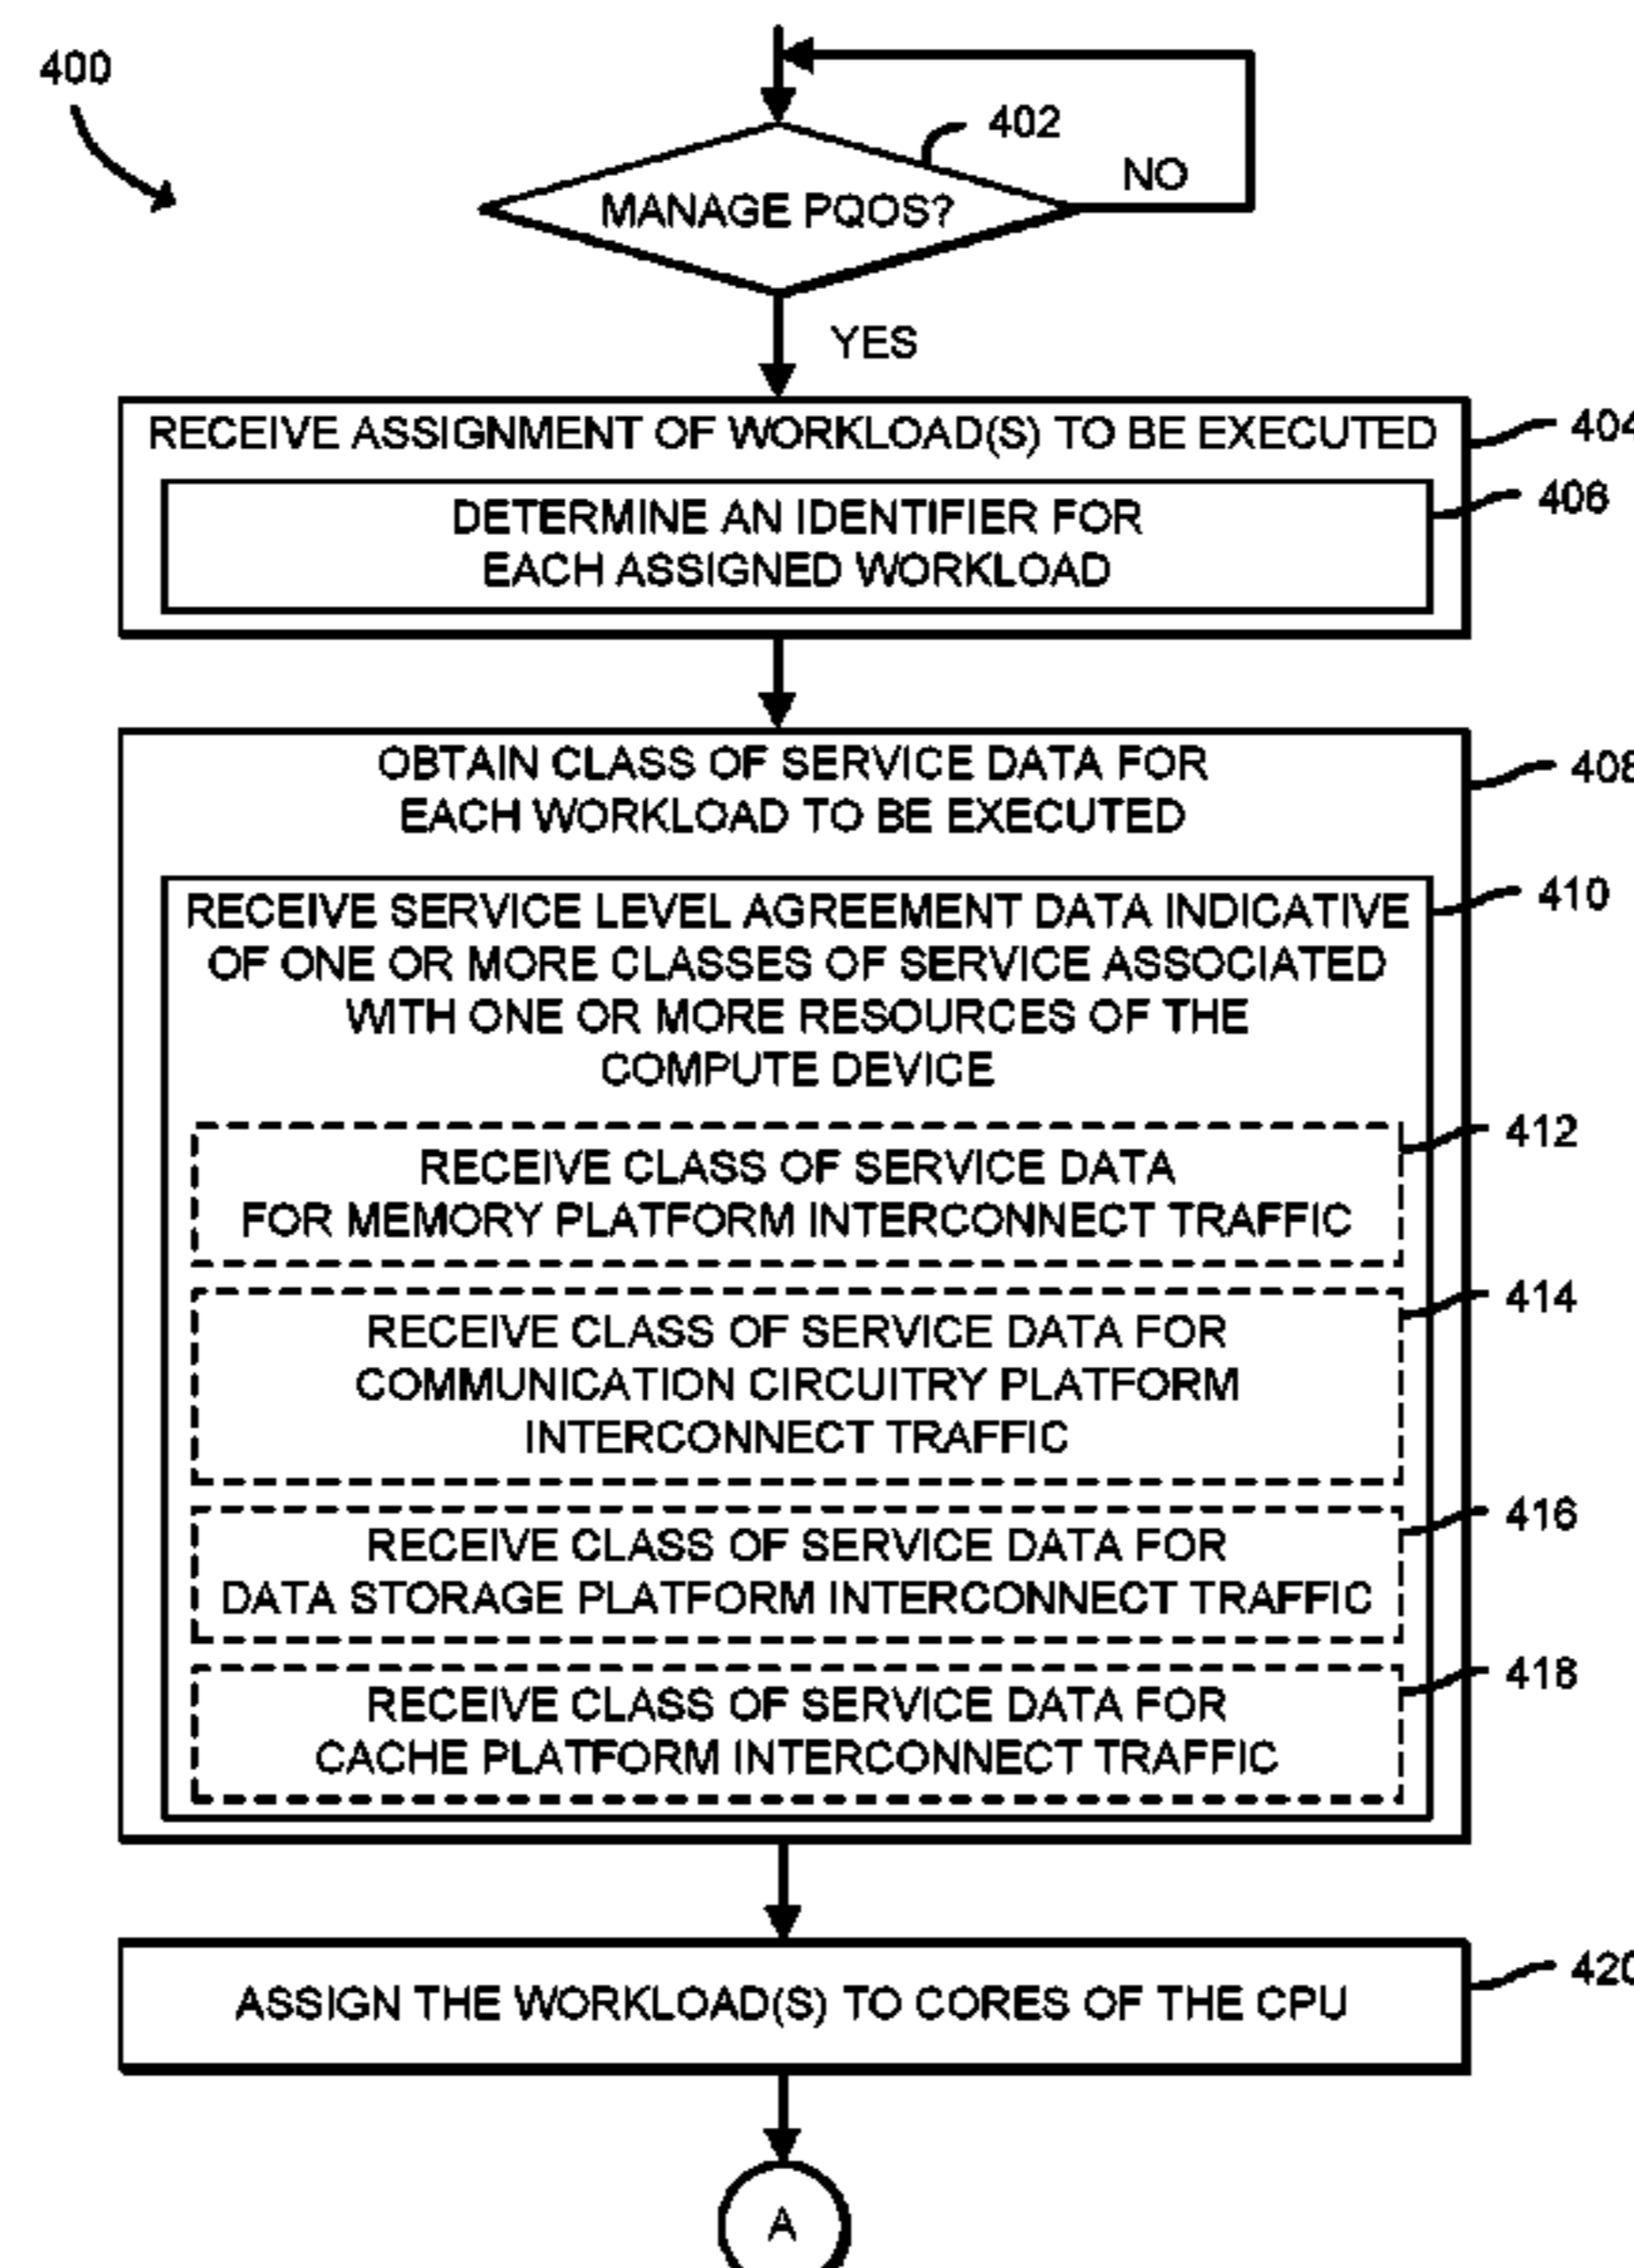 400
402
MANAGE PQOS?
NO
YES
RECEIVE ASSIGNMENT OF WORKLOAD(S) TO BE EXECUTED
404
DETERMINE AN IDENTIFIER FOR
EACH ASSIGNED WORKLOAD
406
OBTAIN CLASS OF SERVICE DATA FOR
EACH WORKLOAD TO BE EXECUTED
408
RECEIVE SERVICE LEVEL AGREEMENT DATA INDICATIVE
OF ONE OR MORE CLASSES OF SERVICE ASSOCIATED
WITH ONE OR MORE RESOURCES OF THE
COMPUTE DEVICE
410
RECEIVE CLASS OF SERVICE DATA
FOR MEMORY PLATFORM INTERCONNECT TRAFFIC
412
RECEIVE CLASS OF SERVICE DATA FOR
COMMUNICATION CIRCUITRY PLATFORM
INTERCONNECT TRAFFIC
414
RECEIVE CLASS OF SERVICE DATA FOR
DATA STORAGE PLATFORM INTERCONNECT TRAFFIC
416
RECEIVE CLASS OF SERVICE DATA FOR
CACHE PLATFORM INTERCONNECT TRAFFIC
418
ASSIGN THE WORKLOAD(S) TO CORES OF THE CPU
420
A